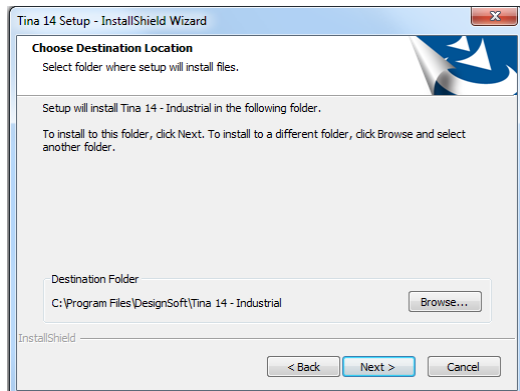 Tina 14 Setup - InstallShield Wizard
Choose Destination Location
Select folder where setup will install files.
Setup will install Tina 14 - Industrial in the following folder.
To install to this folder, click Next. To install to a different folder, click Browse and select
another folder.
Destination Folder
C:\Program Files\DesignSoft\Tina 14 - Industrial
Browse...
InstallShield
< Back
Next >
Cancel